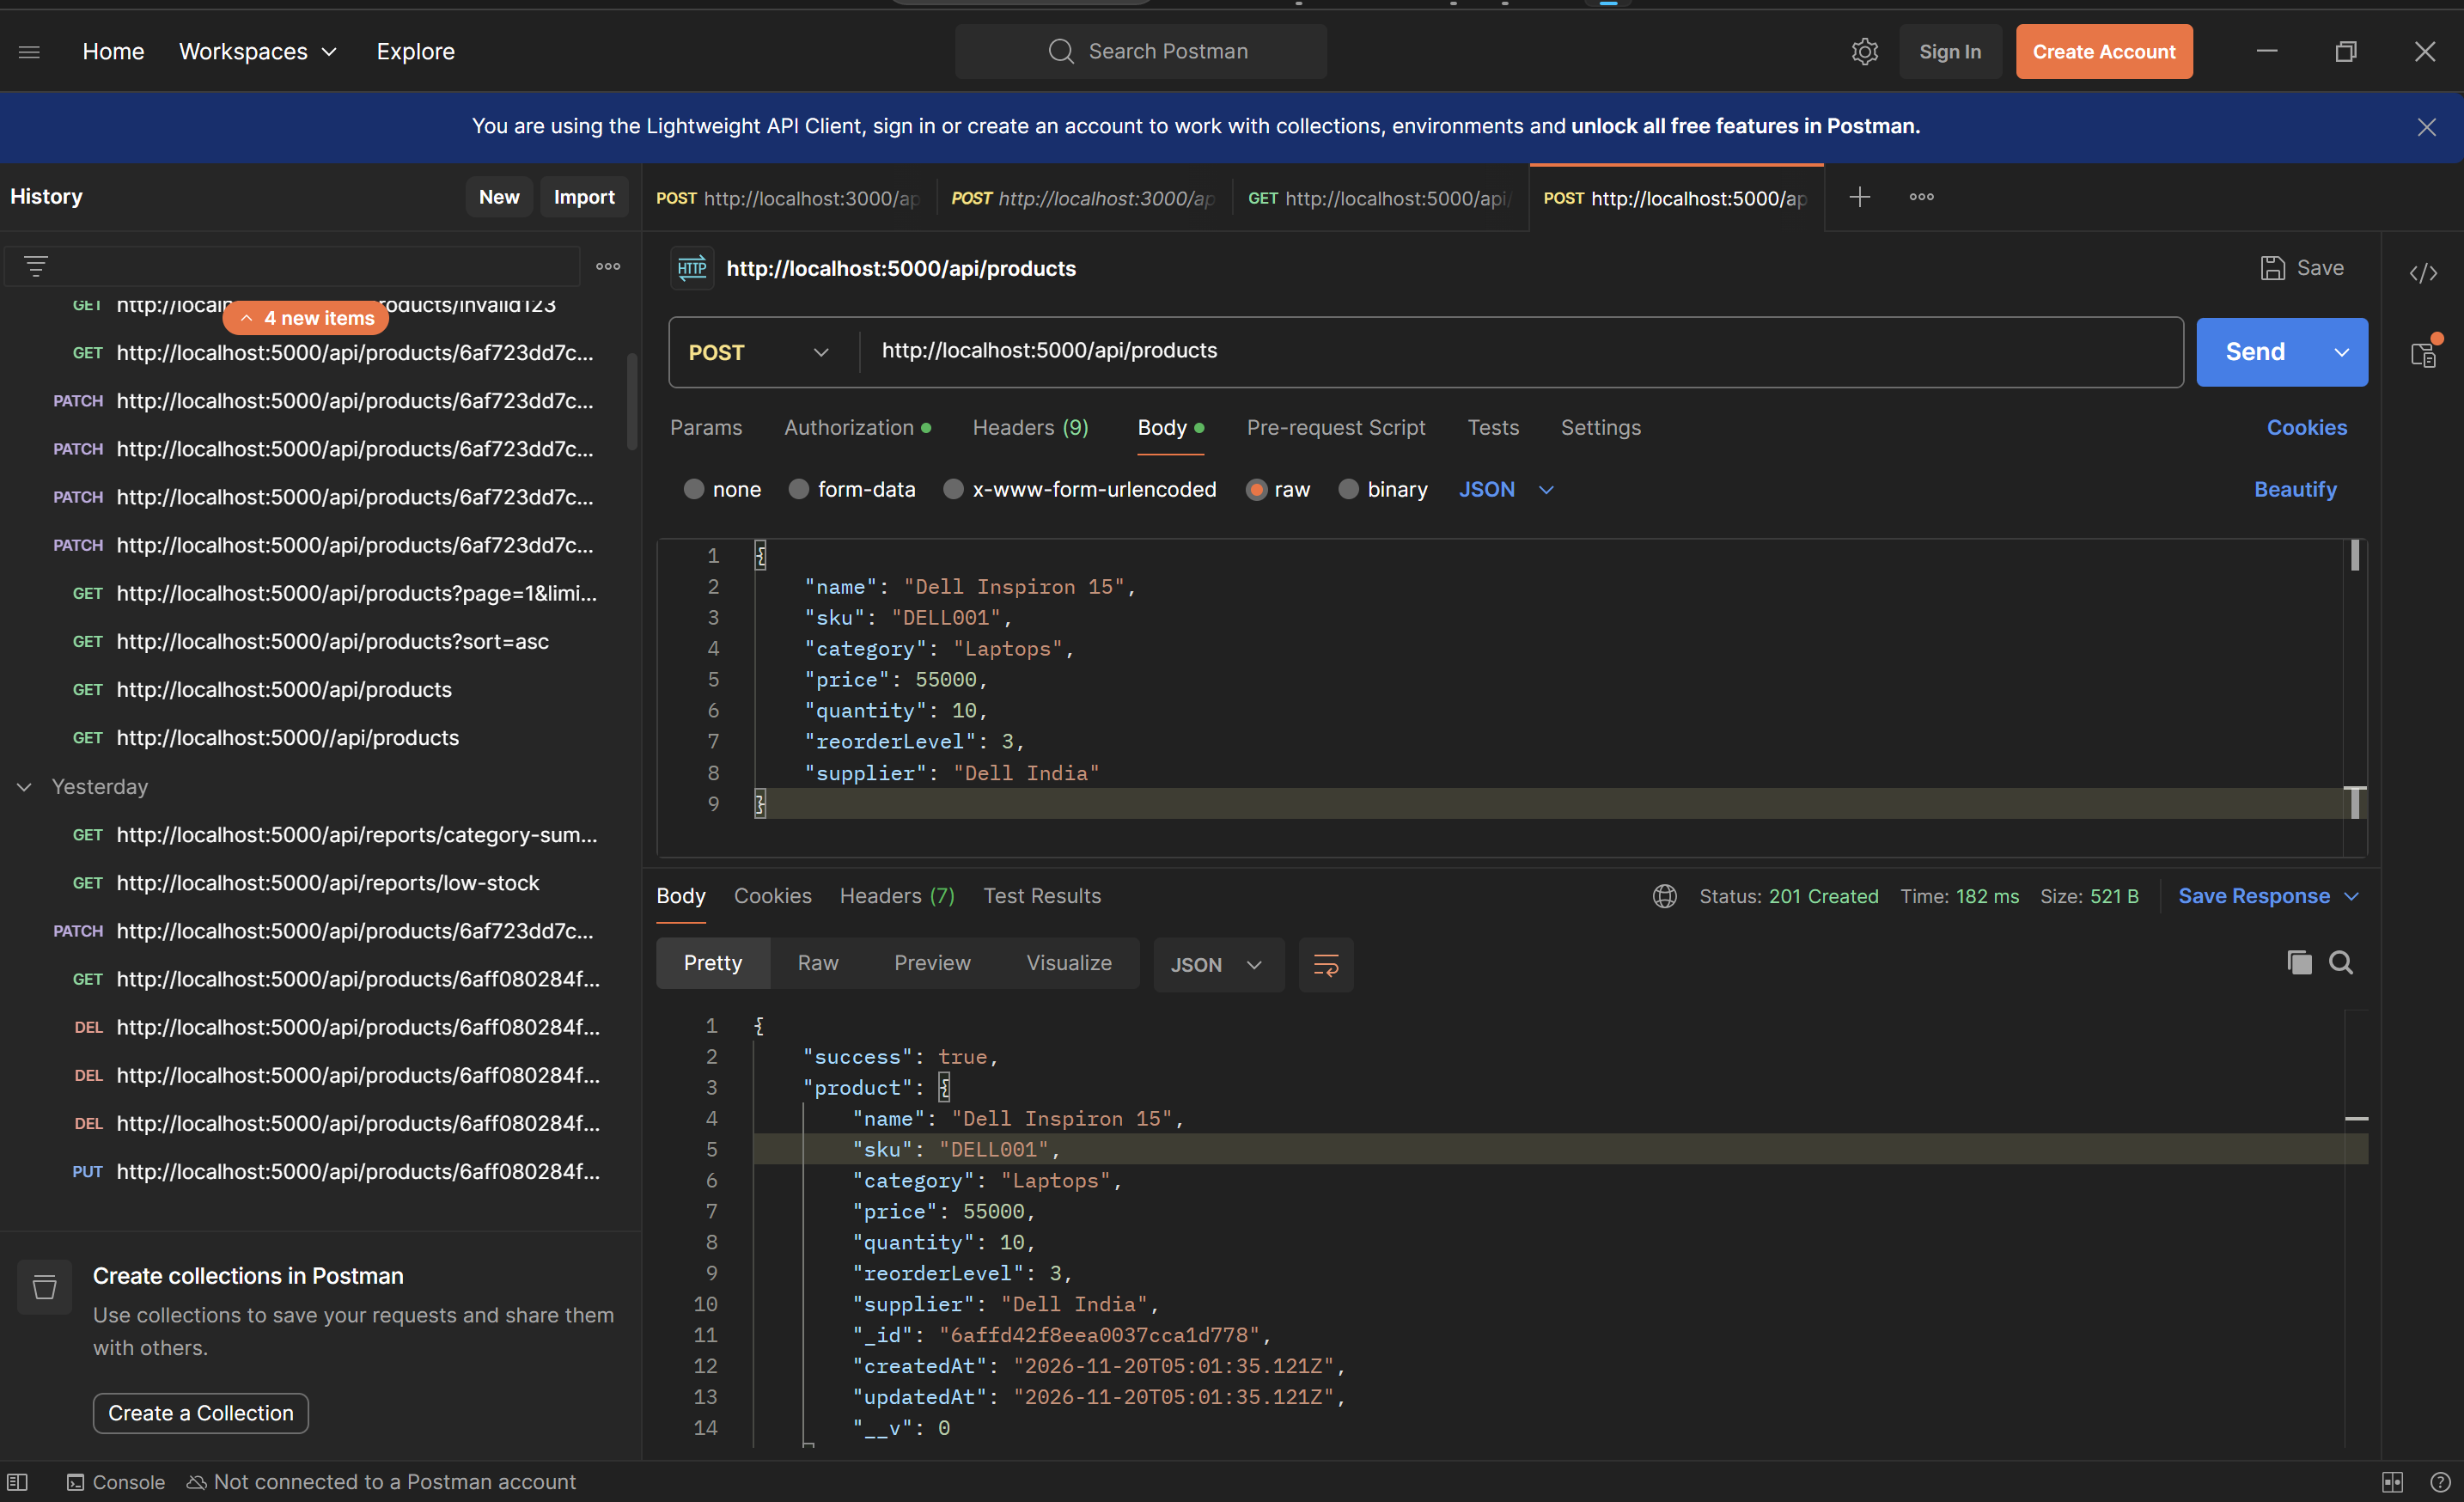 Home
Workspaces
Explore
Search Postman
Sign In
Create Account
You are using the Lightweight API Client, sign in or create an account to work with collections, environments and unlock all free features in Postman.
History
New
Import
POST http://localhost:3000/ap
POST http://localhost:3000/ap
GET http://localhost:5000/api/
POST http://localhost:5000/ap
4 new items
GET http://localhost:5000/api/products/6af723dd7c...
PATCH http://localhost:5000/api/products/6af723dd7c...
PATCH http://localhost:5000/api/products/6af723dd7c...
PATCH http://localhost:5000/api/products/6af723dd7c...
PATCH http://localhost:5000/api/products/6af723dd7c...
GET http://localhost:5000/api/products?page=1&limi...
GET http://localhost:5000/api/products?sort=asc
GET http://localhost:5000/api/products
GET http://localhost:5000//api/products
Yesterday
GET http://localhost:5000/api/reports/category-sum...
GET http://localhost:5000/api/reports/low-stock
PATCH http://localhost:5000/api/products/6af723dd7c...
GET http://localhost:5000/api/products/6aff080284f...
DEL http://localhost:5000/api/products/6aff080284f...
DEL http://localhost:5000/api/products/6aff080284f...
DEL http://localhost:5000/api/products/6aff080284f...
PUT http://localhost:5000/api/products/6aff080284f...
Create collections in Postman
Use collections to save your requests and share them
with others.
Create a Collection
HTTP http://localhost:5000/api/products
Save
POST http://localhost:5000/api/products
Send
Params Authorization Headers (9) Body Pre-request Script Tests Settings
Cookies
none form-data x-www-form-urlencoded raw binary JSON
Beautify
1 {
2 "name": "Dell Inspiron 15",
3 "sku": "DELL001",
4 "category": "Laptops",
5 "price": 55000,
6 "quantity": 10,
7 "reorderLevel": 3,
8 "supplier": "Dell India"
9 }
Body Cookies Headers (7) Test Results
Status: 201 Created Time: 182 ms Size: 521 B
Save Response
Pretty Raw Preview Visualize JSON
1 {
2 "success": true,
3 "product": {
4 "name": "Dell Inspiron 15",
5 "sku": "DELL001",
6 "category": "Laptops",
7 "price": 55000,
8 "quantity": 10,
9 "reorderLevel": 3,
10 "supplier": "Dell India",
11 "_id": "6affd42f8eea0037cca1d778",
12 "createdAt": "2026-11-20T05:01:35.121Z",
13 "updatedAt": "2026-11-20T05:01:35.121Z",
14 "__v": 0
Console
Not connected to a Postman account